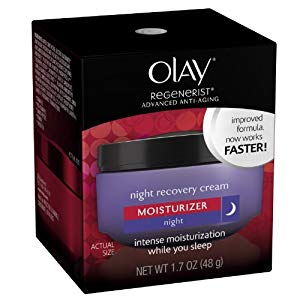 OLAY
REGENERIST®
ADVANCED ANTI-AGING
improved
formula.
now works
FASTER!
night recovery cream
MOISTURIZER
night
ACTUAL
SIZE
intense moisturization
while you sleep
NET WT 1.7 OZ (48 g)